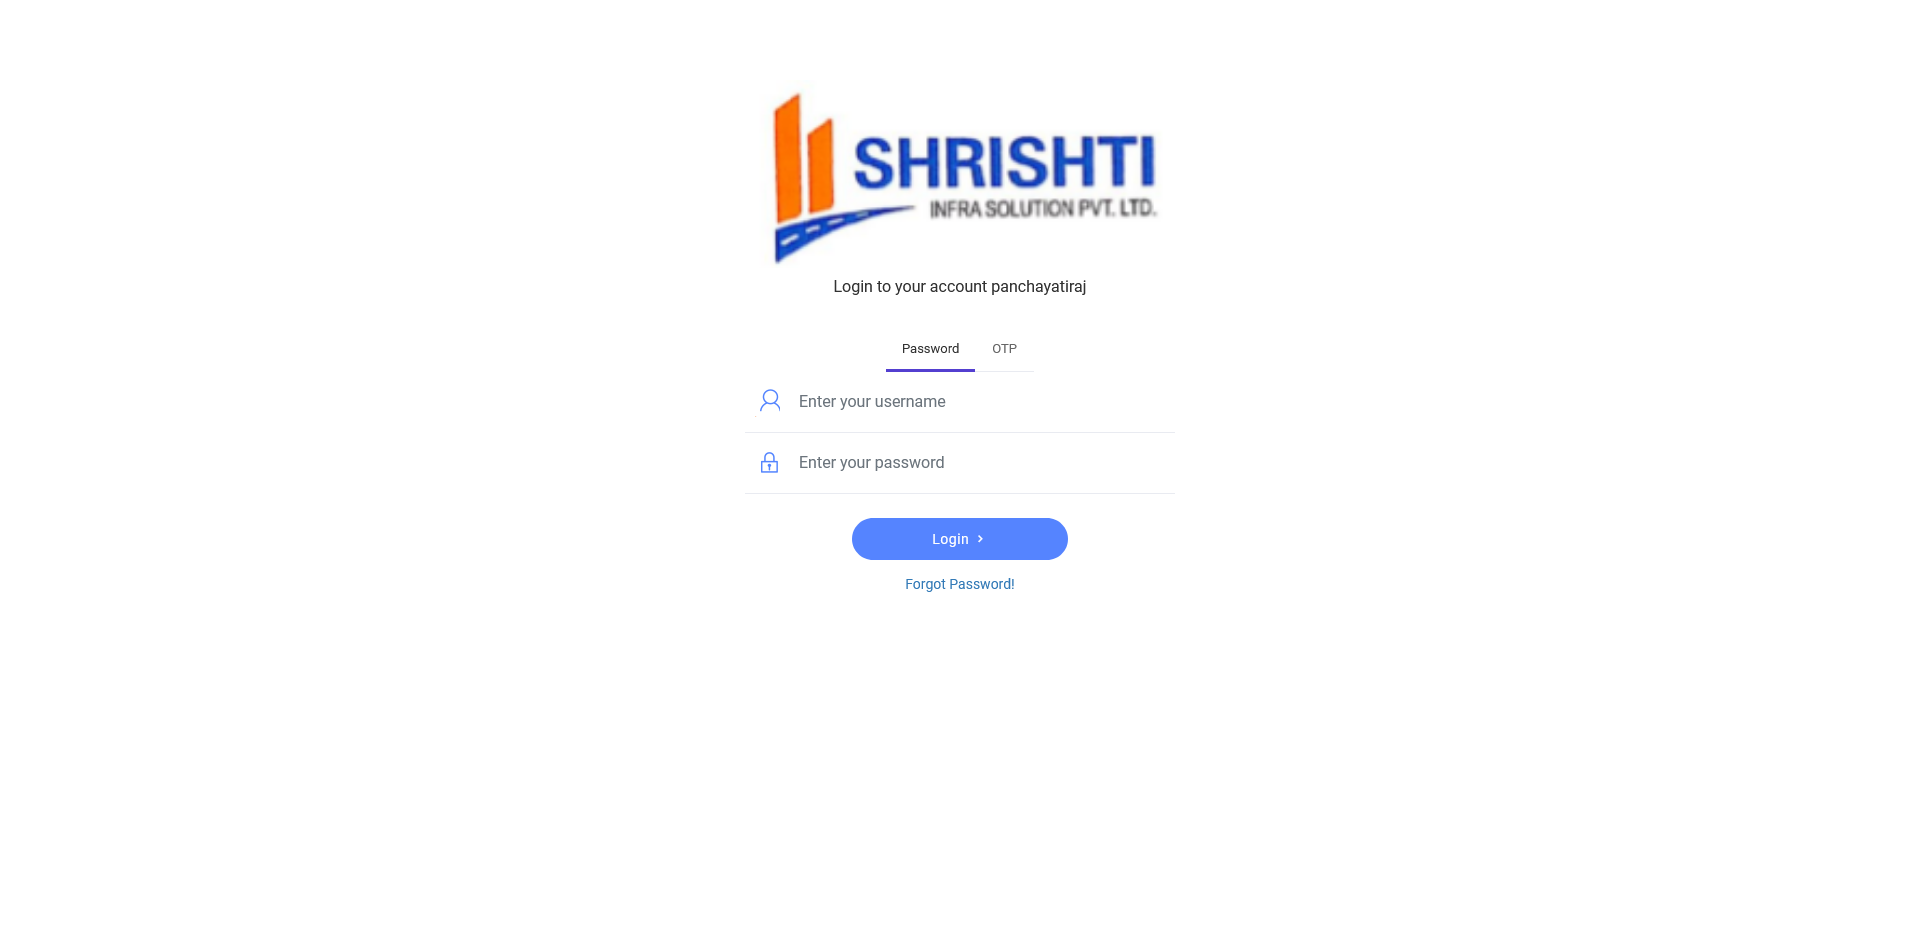 SHRISHTI
INFRA SOLUTION PVT. LTD.
Login to your account panchayatiraj
Password OTP
Enter your username
Enter your password
Login
Forgot Password!